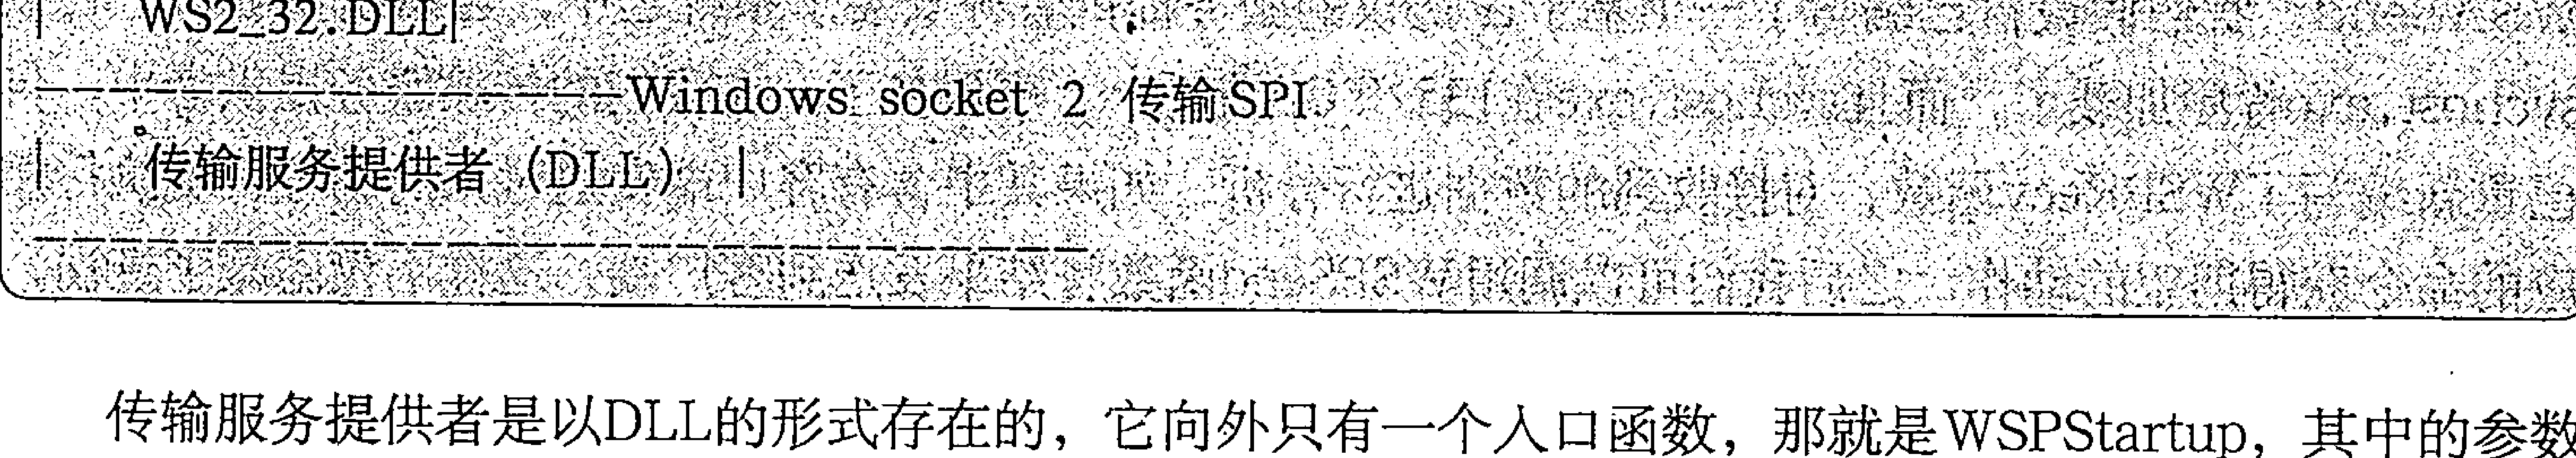 |    WS2_32.DLL|
-----------------Windows socket 2 传输SPI
|    传输服务提供者 (DLL)  |
------------------------------
传输服务提供者是以DLL的形式存在的，它向外只有一个入口函数，那就是WSPStartup，其中的参数